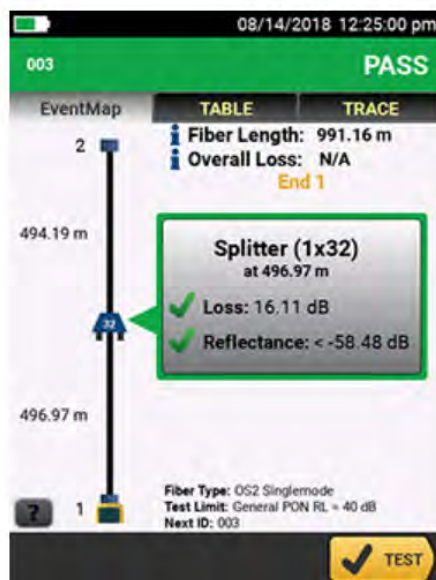 08/14/2018 12:25:00 pm
003
PASS
EventMap TABLE TRACE
2
Fiber Length: 991.16 m
Overall Loss: N/A
End 1
494.19 m
Splitter (1x32)
at 496.97 m
32
Loss: 16.11 dB
Reflectance: < -58.48 dB
496.97 m
Fiber Type: OS2 Singlemode
Test Limit: General PON RL = 40 dB
Next ID: 003
? 1
TEST